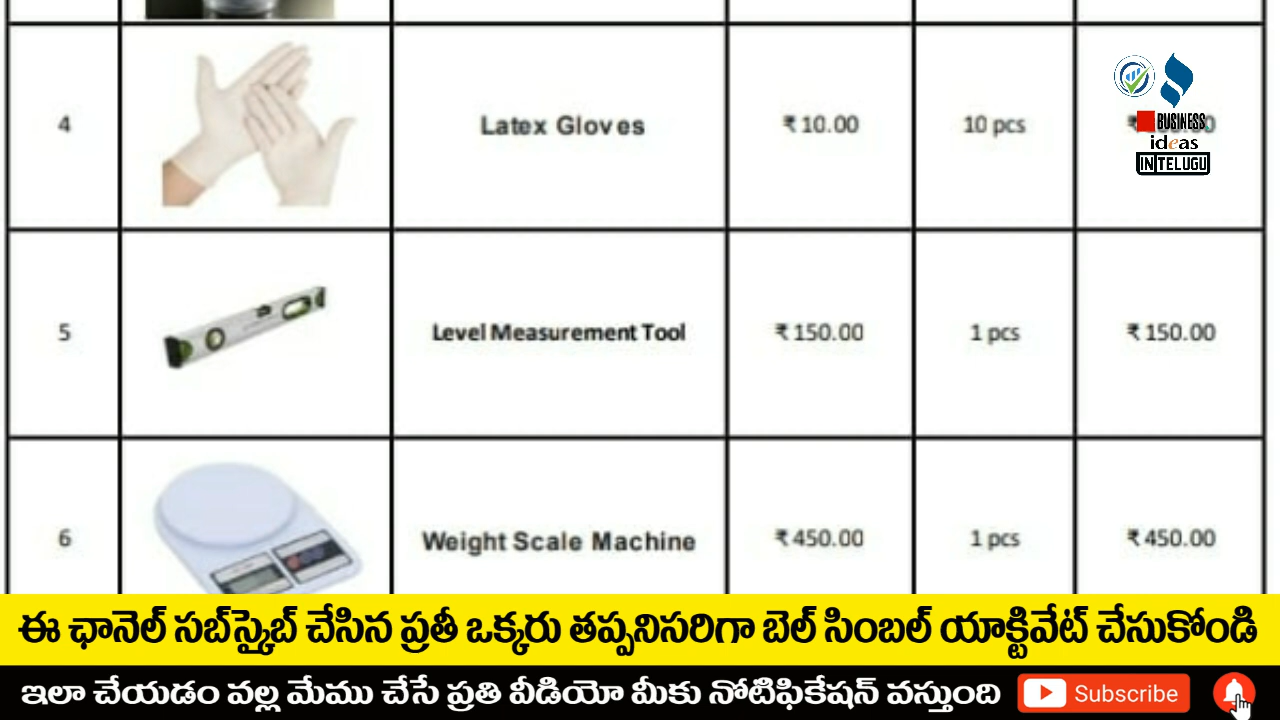 4
Latex Gloves
₹ 10.00
10 pcs
BUSINESS
ideas
IN TELUGU
5
Level Measurement Tool
₹ 150.00
1 pcs
₹ 150.00
6
Weight Scale Machine
₹ 450.00
1 pcs
₹ 450.00
ఈ ఛానెల్ సబ్‌స్క్రైబ్ చేసిన ప్రతీ ఒక్కరు తప్పనిసరిగా బెల్ సింబల్ యాక్టివేట్ చేసుకోండి
ఇలా చేయడం వల్ల మేము చేసే ప్రతి వీడియో మీకు నోటిఫికేషన్ వస్తుంది
Subscribe